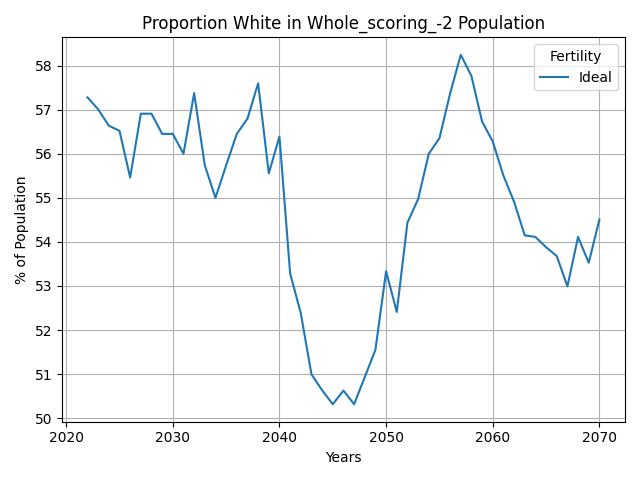 Proportion White in Whole_scoring_-2 Population
Fertility
Ideal
% of Population
58
57
56
55
54
53
52
51
50
2020 2030 2040 2050 2060 2070
Years